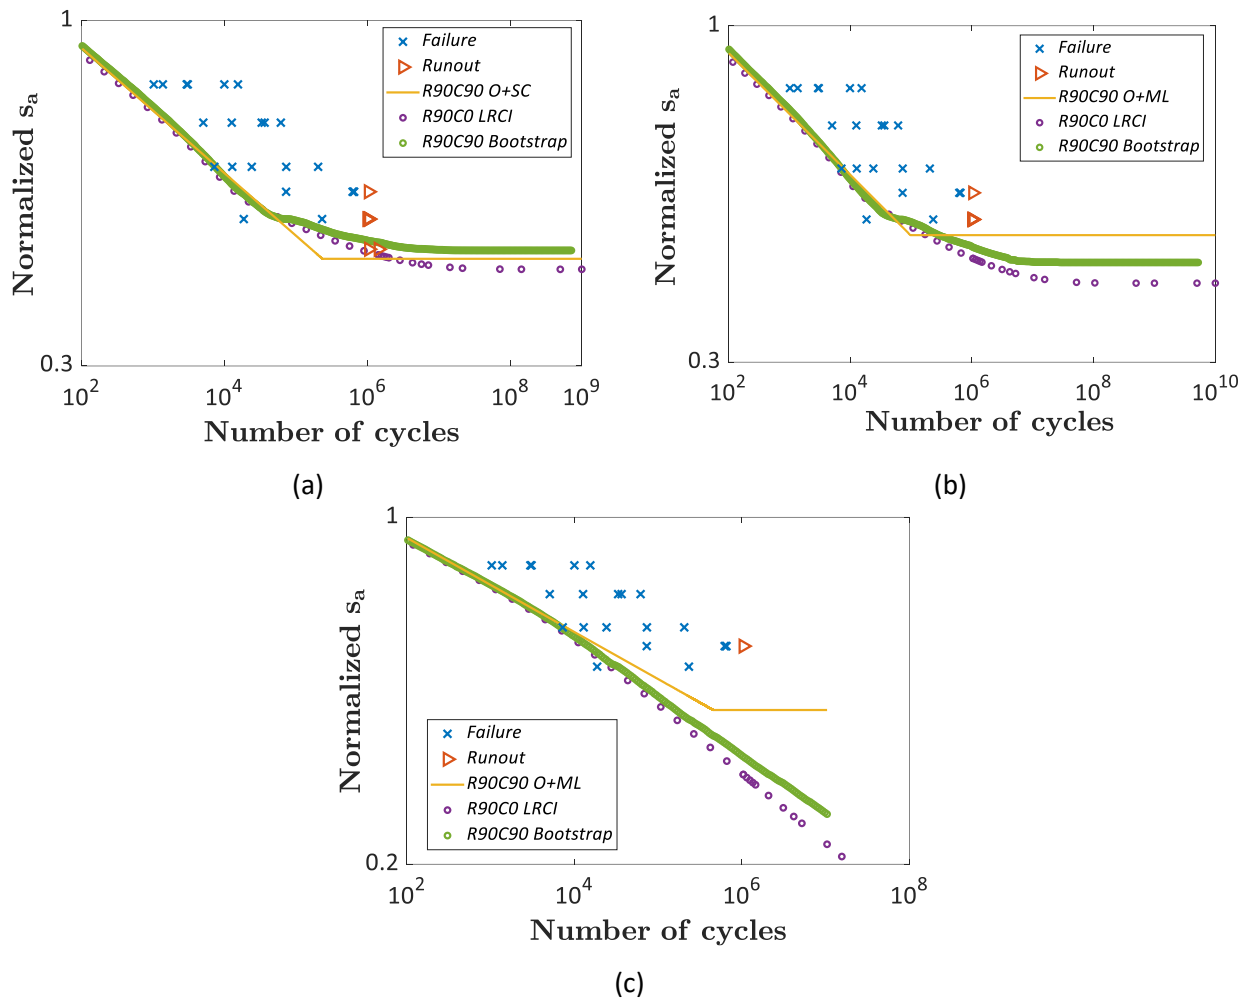 1
Normalized sa
0.3
10^2
10^4
10^6
10^8
10^9
Number of cycles
Failure
Runout
R90C90 O+SC
R90C0 LRCI
R90C90 Bootstrap
(a)
1
Normalized sa
0.3
10^2
10^4
10^6
10^8
10^10
Number of cycles
Failure
Runout
R90C90 O+ML
R90C0 LRCI
R90C90 Bootstrap
(b)
1
Normalized sa
0.2
10^2
10^4
10^4
10^6
10^8
Number of cycles
Failure
Runout
R90C90 O+ML
R90C0 LRCI
R90C90 Bootstrap
(c)